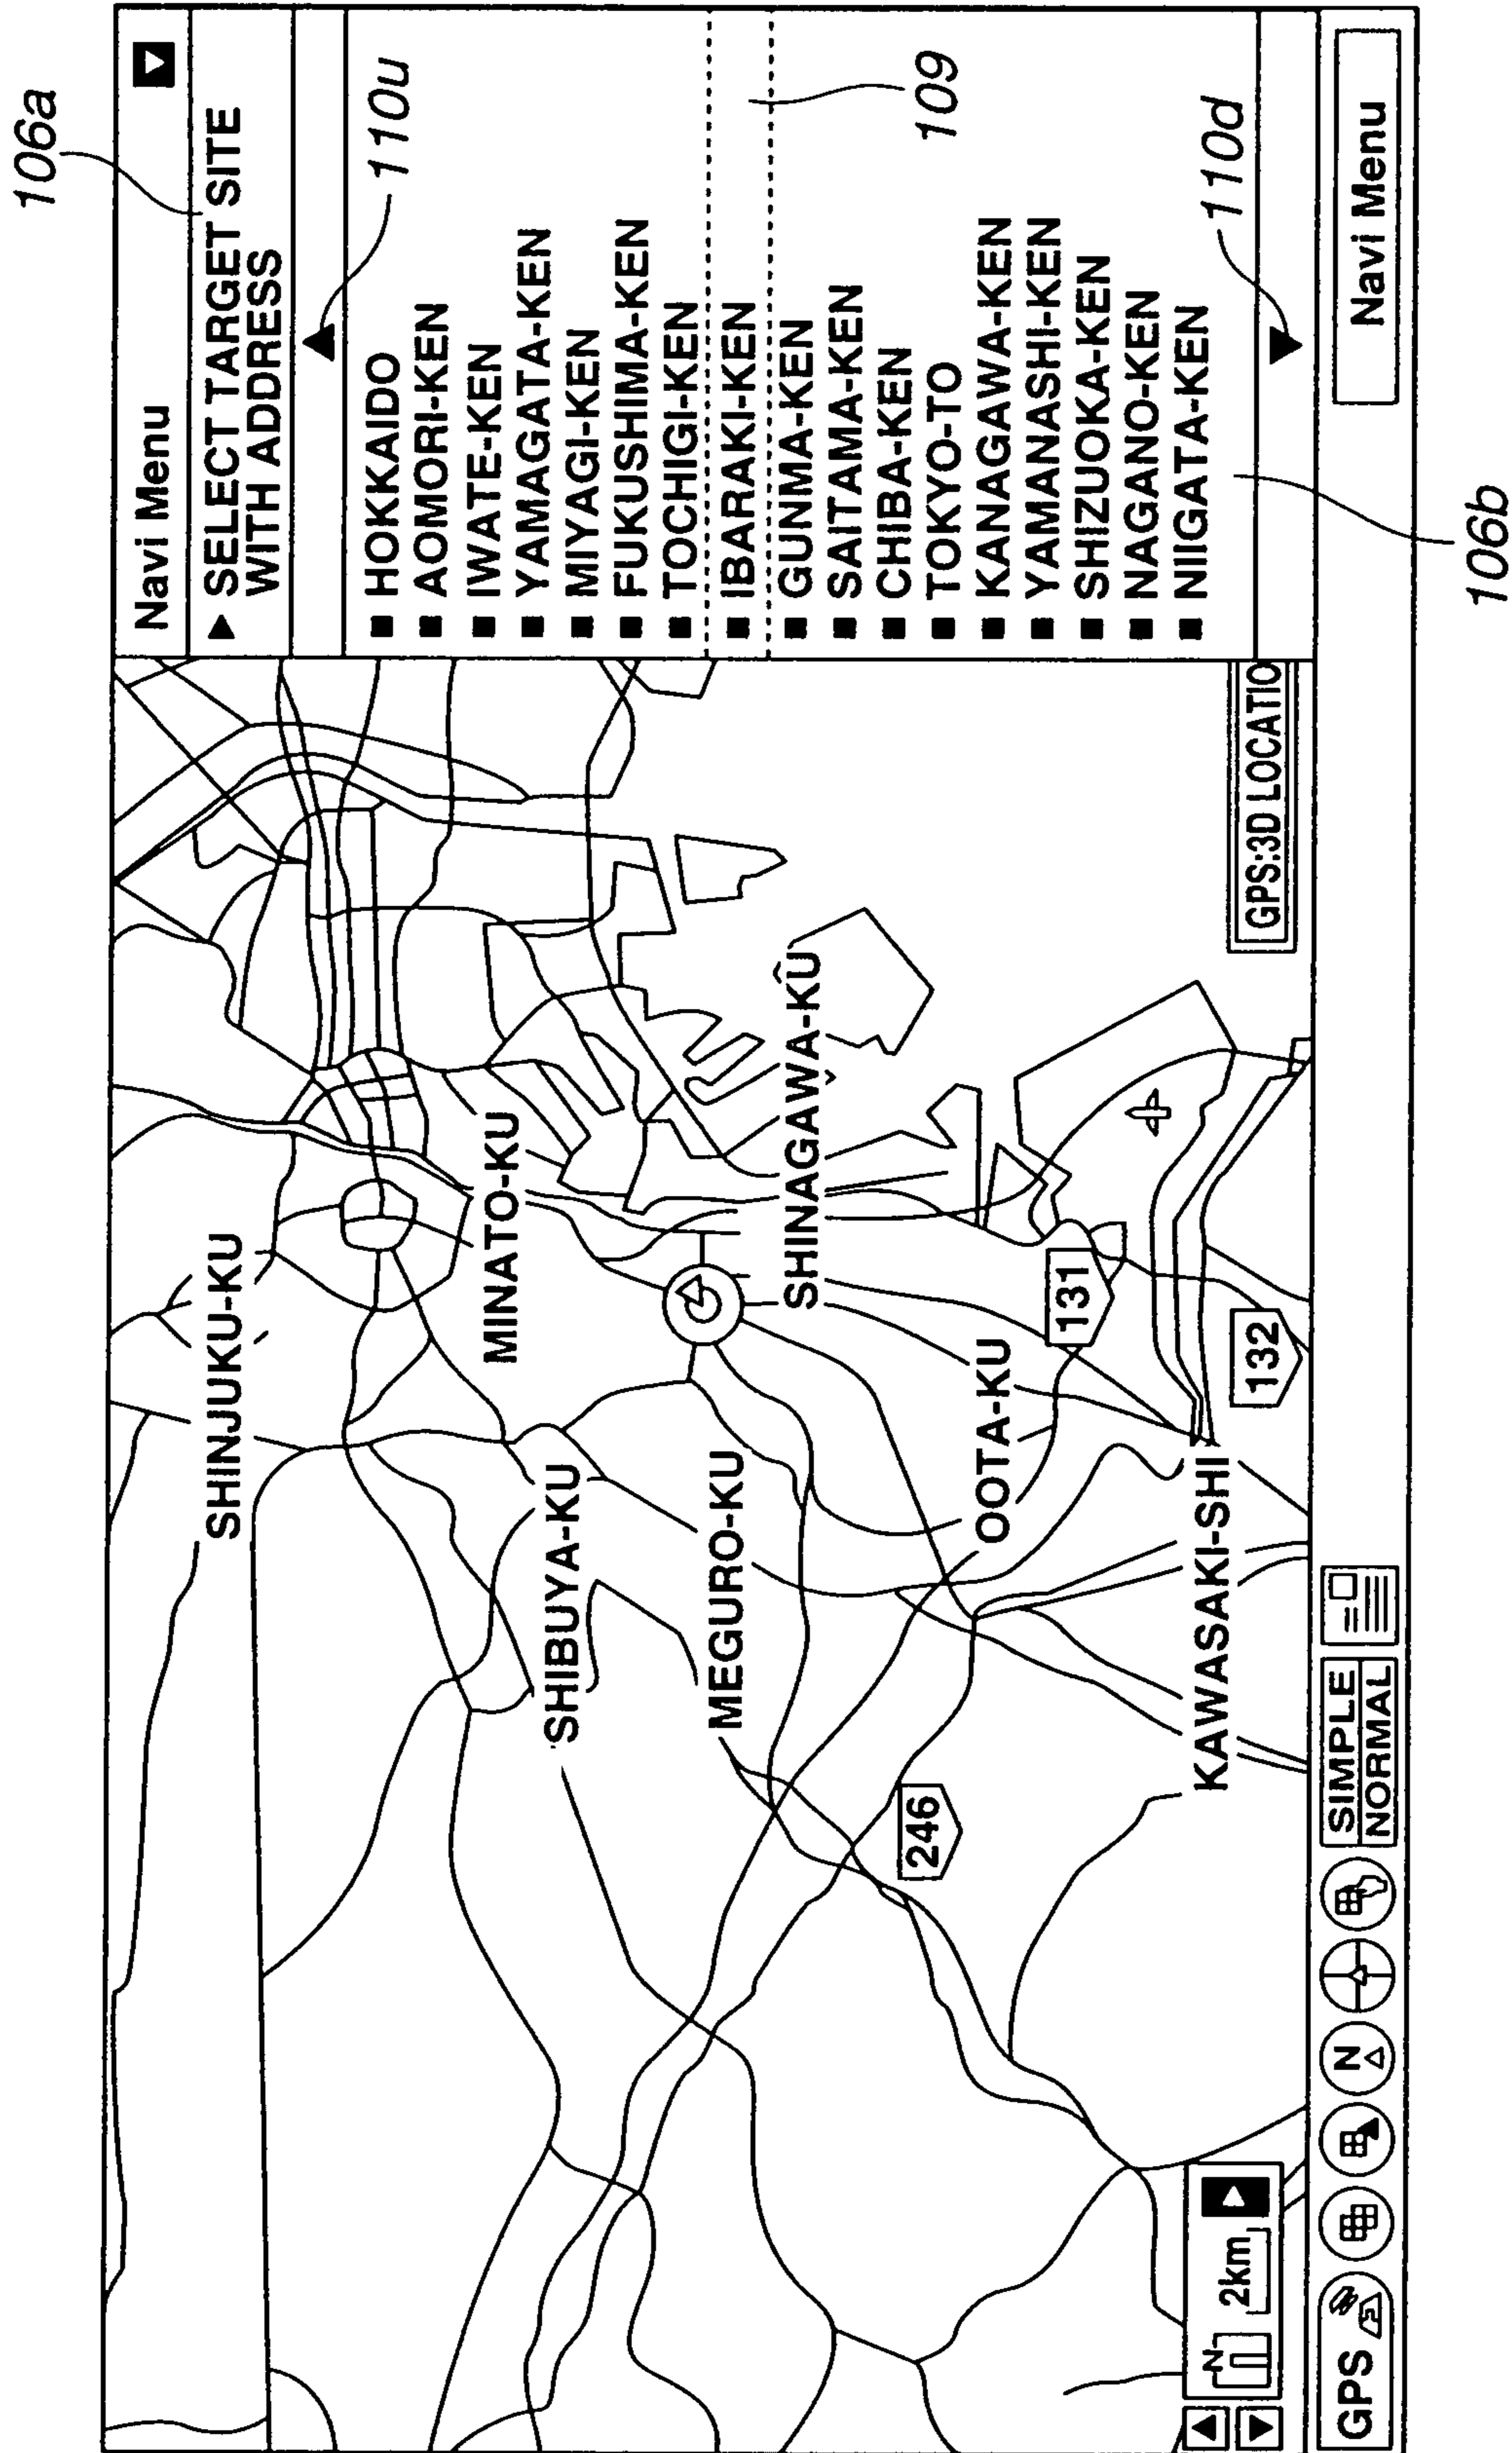 106a
Navi Menu
SELECT TARGET SITE
WITH ADDRESS
110u
HOKKAIDO
AOMORI-KEN
IWATE-KEN
YAMAGATA-KEN
MIYAGI-KEN
FUKUSHIMA-KEN
TOCHIGI-KEN
IBARAKI-KEN
109
GUNMA-KEN
SAITAMA-KEN
CHIBA-KEN
TOKYO-TO
KANAGAWA-KEN
YAMANASHI-KEN
SHIZUOKA-KEN
NAGANO-KEN
NIIGATA-KEN
110d
106b
SHINJUKU-KU
MINATO-KU
SHIBUYA-KU
MEGURO-KU
SHINAGAWA-KU
246
OOTA-KU
131
KAWASAKI-SHI
132
GPS:3D LOCATIO
N
2km
GPS
N
SIMPLE
NORMAL
Navi Menu